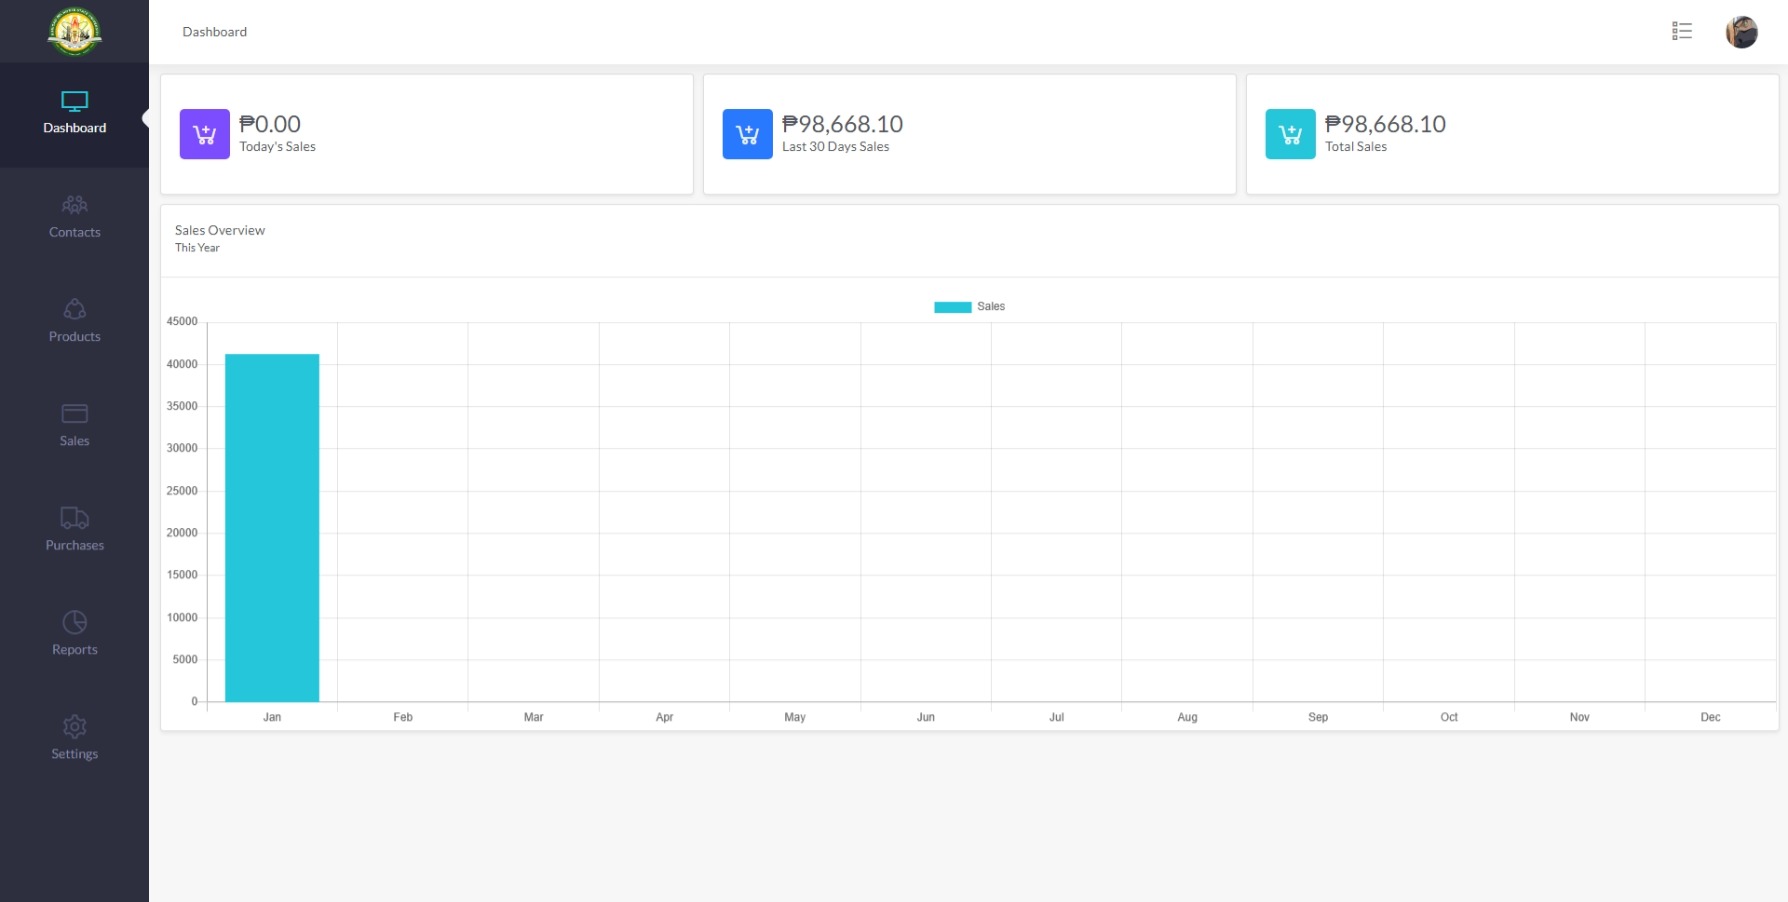 Dashboard
Dashboard
Contacts
Products
Sales
Purchases
Reports
Settings
₱0.00
Today's Sales
₱98,668.10
Last 30 Days Sales
₱98,668.10
Total Sales
Sales Overview
This Year
Sales
45000
40000
35000
30000
25000
20000
15000
10000
5000
0
Jan Feb Mar Apr May Jun Jul Aug Sep Oct Nov Dec